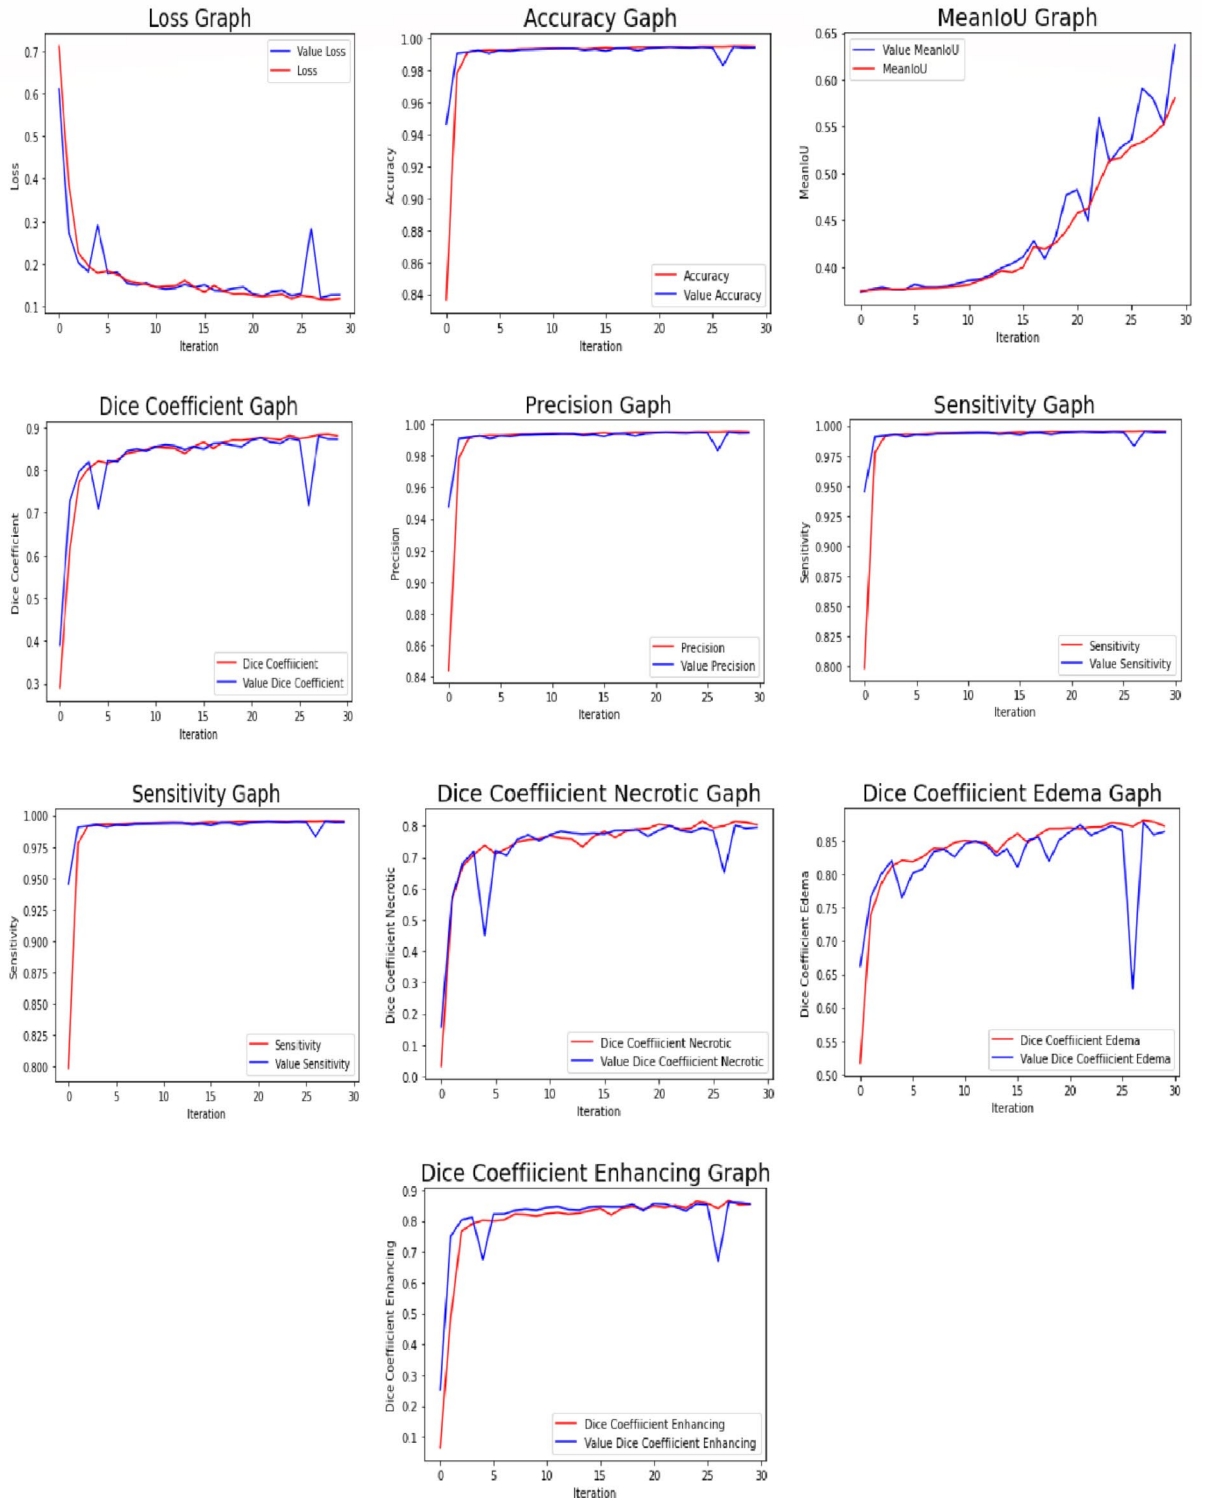 Loss Graph
0.7
0.6
0.5
0.4
0.3
0.2
0.1
Loss
Value Loss
Loss
0 5 10 15 20 25 30
Iteration
Accuracy Gaph
1.00
0.98
0.96
0.94
0.92
0.90
0.88
0.86
0.84
Accuracy
Accuracy
Value Accuracy
0 5 10 15 20 25 30
Iteration
MeanIoU Graph
0.65
0.60
0.55
0.50
0.45
0.40
MeanIoU
Value MeanIoU
MeanIoU
0 5 10 15 20 25 30
Iteration
Dice Coefficient Gaph
0.9
0.8
0.7
0.6
0.5
0.4
0.3
Dice Coefficient
Dice Coefiicient
Value Dice Coefficient
0 5 10 15 20 25 30
Iteration
Precision Gaph
1.00
0.98
0.96
0.94
0.92
0.90
0.88
0.86
0.84
Precision
Precision
Value Precision
0 5 10 15 20 25 30
Iteration
Sensitivity Gaph
1.000
0.975
0.950
0.925
0.900
0.875
0.850
0.825
0.800
Sensitivity
Sensitivity
Value Sensitivity
0 5 10 15 20 25 30
Iteration
Sensitivity Gaph
1.000
0.975
0.950
0.925
0.900
0.875
0.850
0.825
0.800
Sensitivity
Sensitivity
Value Sensitivity
0 5 10 15 20 25 30
Iteration
Dice Coeffiicient Necrotic Gaph
0.8
0.7
0.6
0.5
0.4
0.3
0.2
0.1
0.0
Dice Coeffiicient Necrotic
Dice Coeffiicient Necrotic
Value Dice Coeffiicient Necrotic
0 5 10 15 20 25 30
Iteration
Dice Coeffiicient Edema Gaph
0.85
0.80
0.75
0.70
0.65
0.60
0.55
0.50
Dice Coeffiicient Edema
Dice Coeffiicient Edema
Value Dice Coeffiicient Edema
0 5 10 15 20 25 30
Iteration
Dice Coeffiicient Enhancing Graph
0.9
0.8
0.7
0.6
0.5
0.4
0.3
0.2
0.1
Dice Coeffiicient Enhancing
Dice Coeffiicient Enhancing
Value Dice Coeffiicient Enhancing
0 5 10 15 20 25 30
Iteration